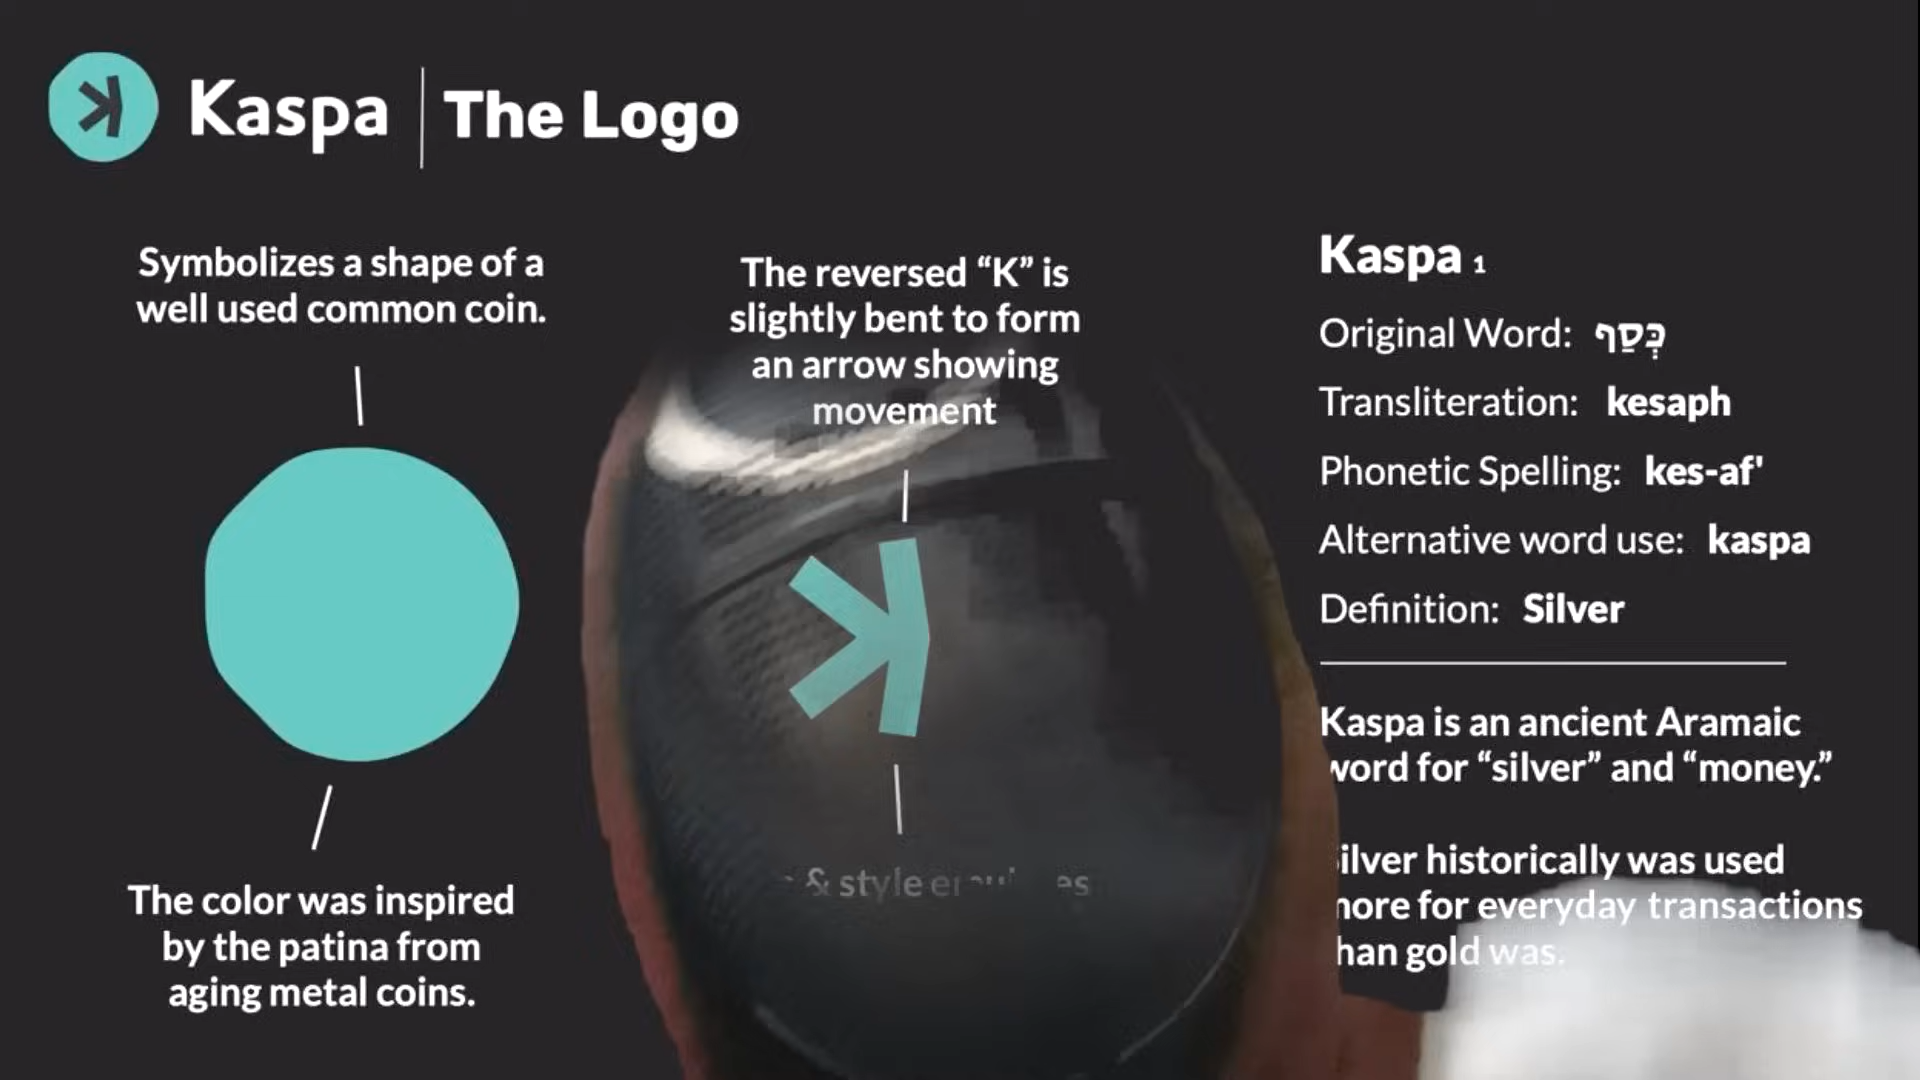 Kaspa
The Logo
Symbolizes a shape of a
well used common coin.
The color was inspired
by the patina from
aging metal coins.
The reversed “K” is
slightly bent to form
an arrow showing
movement
& style
Kaspa 1
Original Word: כְּסַף
Transliteration: kesaph
Phonetic Spelling: kes-af'
Alternative word use: kaspa
Definition: Silver
Kaspa is an ancient Aramaic
word for “silver” and “money.”
historically was used
for everyday transactions
gold was.